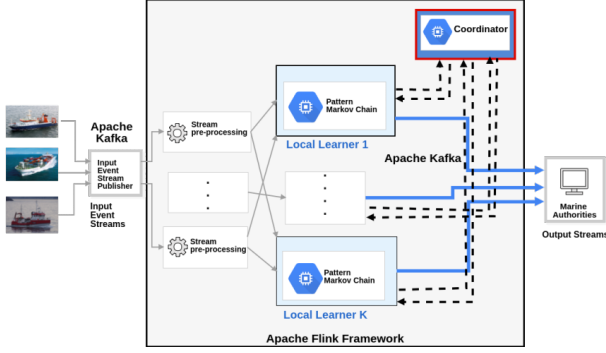 Coordinator
Apache
Kafka
Input
Event
Stream
Publisher
Input
Event
Streams
Stream
pre-processing
Stream
pre-processing
Pattern
Markov Chain
Local Learner 1
Apache Kafka
Pattern
Markov Chain
Local Learner K
Marine
Authorities
Output Streams
Apache Flink Framework